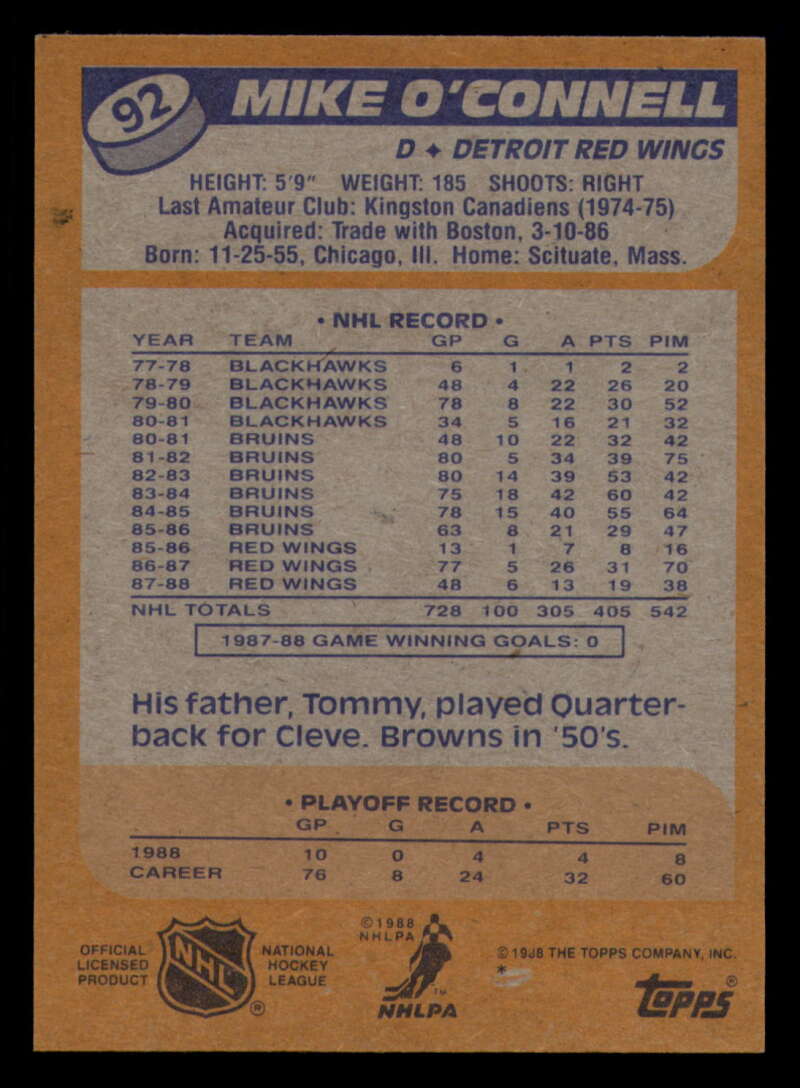 92
MIKE O'CONNELL
D ✦ DETROIT RED WINGS
HEIGHT: 5'9" WEIGHT: 185 SHOOTS: RIGHT
Last Amateur Club: Kingston Canadiens (1974-75)
Acquired: Trade with Boston, 3-10-86
Born: 11-25-55, Chicago, Ill. Home: Scituate, Mass.
• NHL RECORD •
YEAR TEAM GP G A PTS PIM
77-78 BLACKHAWKS 6 1 1 2 2
78-79 BLACKHAWKS 48 4 22 26 20
79-80 BLACKHAWKS 78 8 22 30 52
80-81 BLACKHAWKS 34 5 16 21 32
80-81 BRUINS 48 10 22 32 42
81-82 BRUINS 80 5 34 39 75
82-83 BRUINS 80 14 39 53 42
83-84 BRUINS 75 18 42 60 42
84-85 BRUINS 78 15 40 55 64
85-86 BRUINS 63 8 21 29 47
85-86 RED WINGS 13 1 7 8 16
86-87 RED WINGS 77 5 26 31 70
87-88 RED WINGS 48 6 13 19 38
NHL TOTALS 728 100 305 405 542
1987-88 GAME WINNING GOALS: 0
His father, Tommy, played Quarter-
back for Cleve. Browns in '50's.
• PLAYOFF RECORD •
GP G A PTS PIM
1988 10 0 4 4 8
CAREER 76 8 24 32 60
OFFICIAL
LICENSED
PRODUCT
NHL
®
NATIONAL
HOCKEY
LEAGUE
©1988
NHLPA
TM
NHLPA
©1988 THE TOPPS COMPANY, INC.
*
TOPPS®